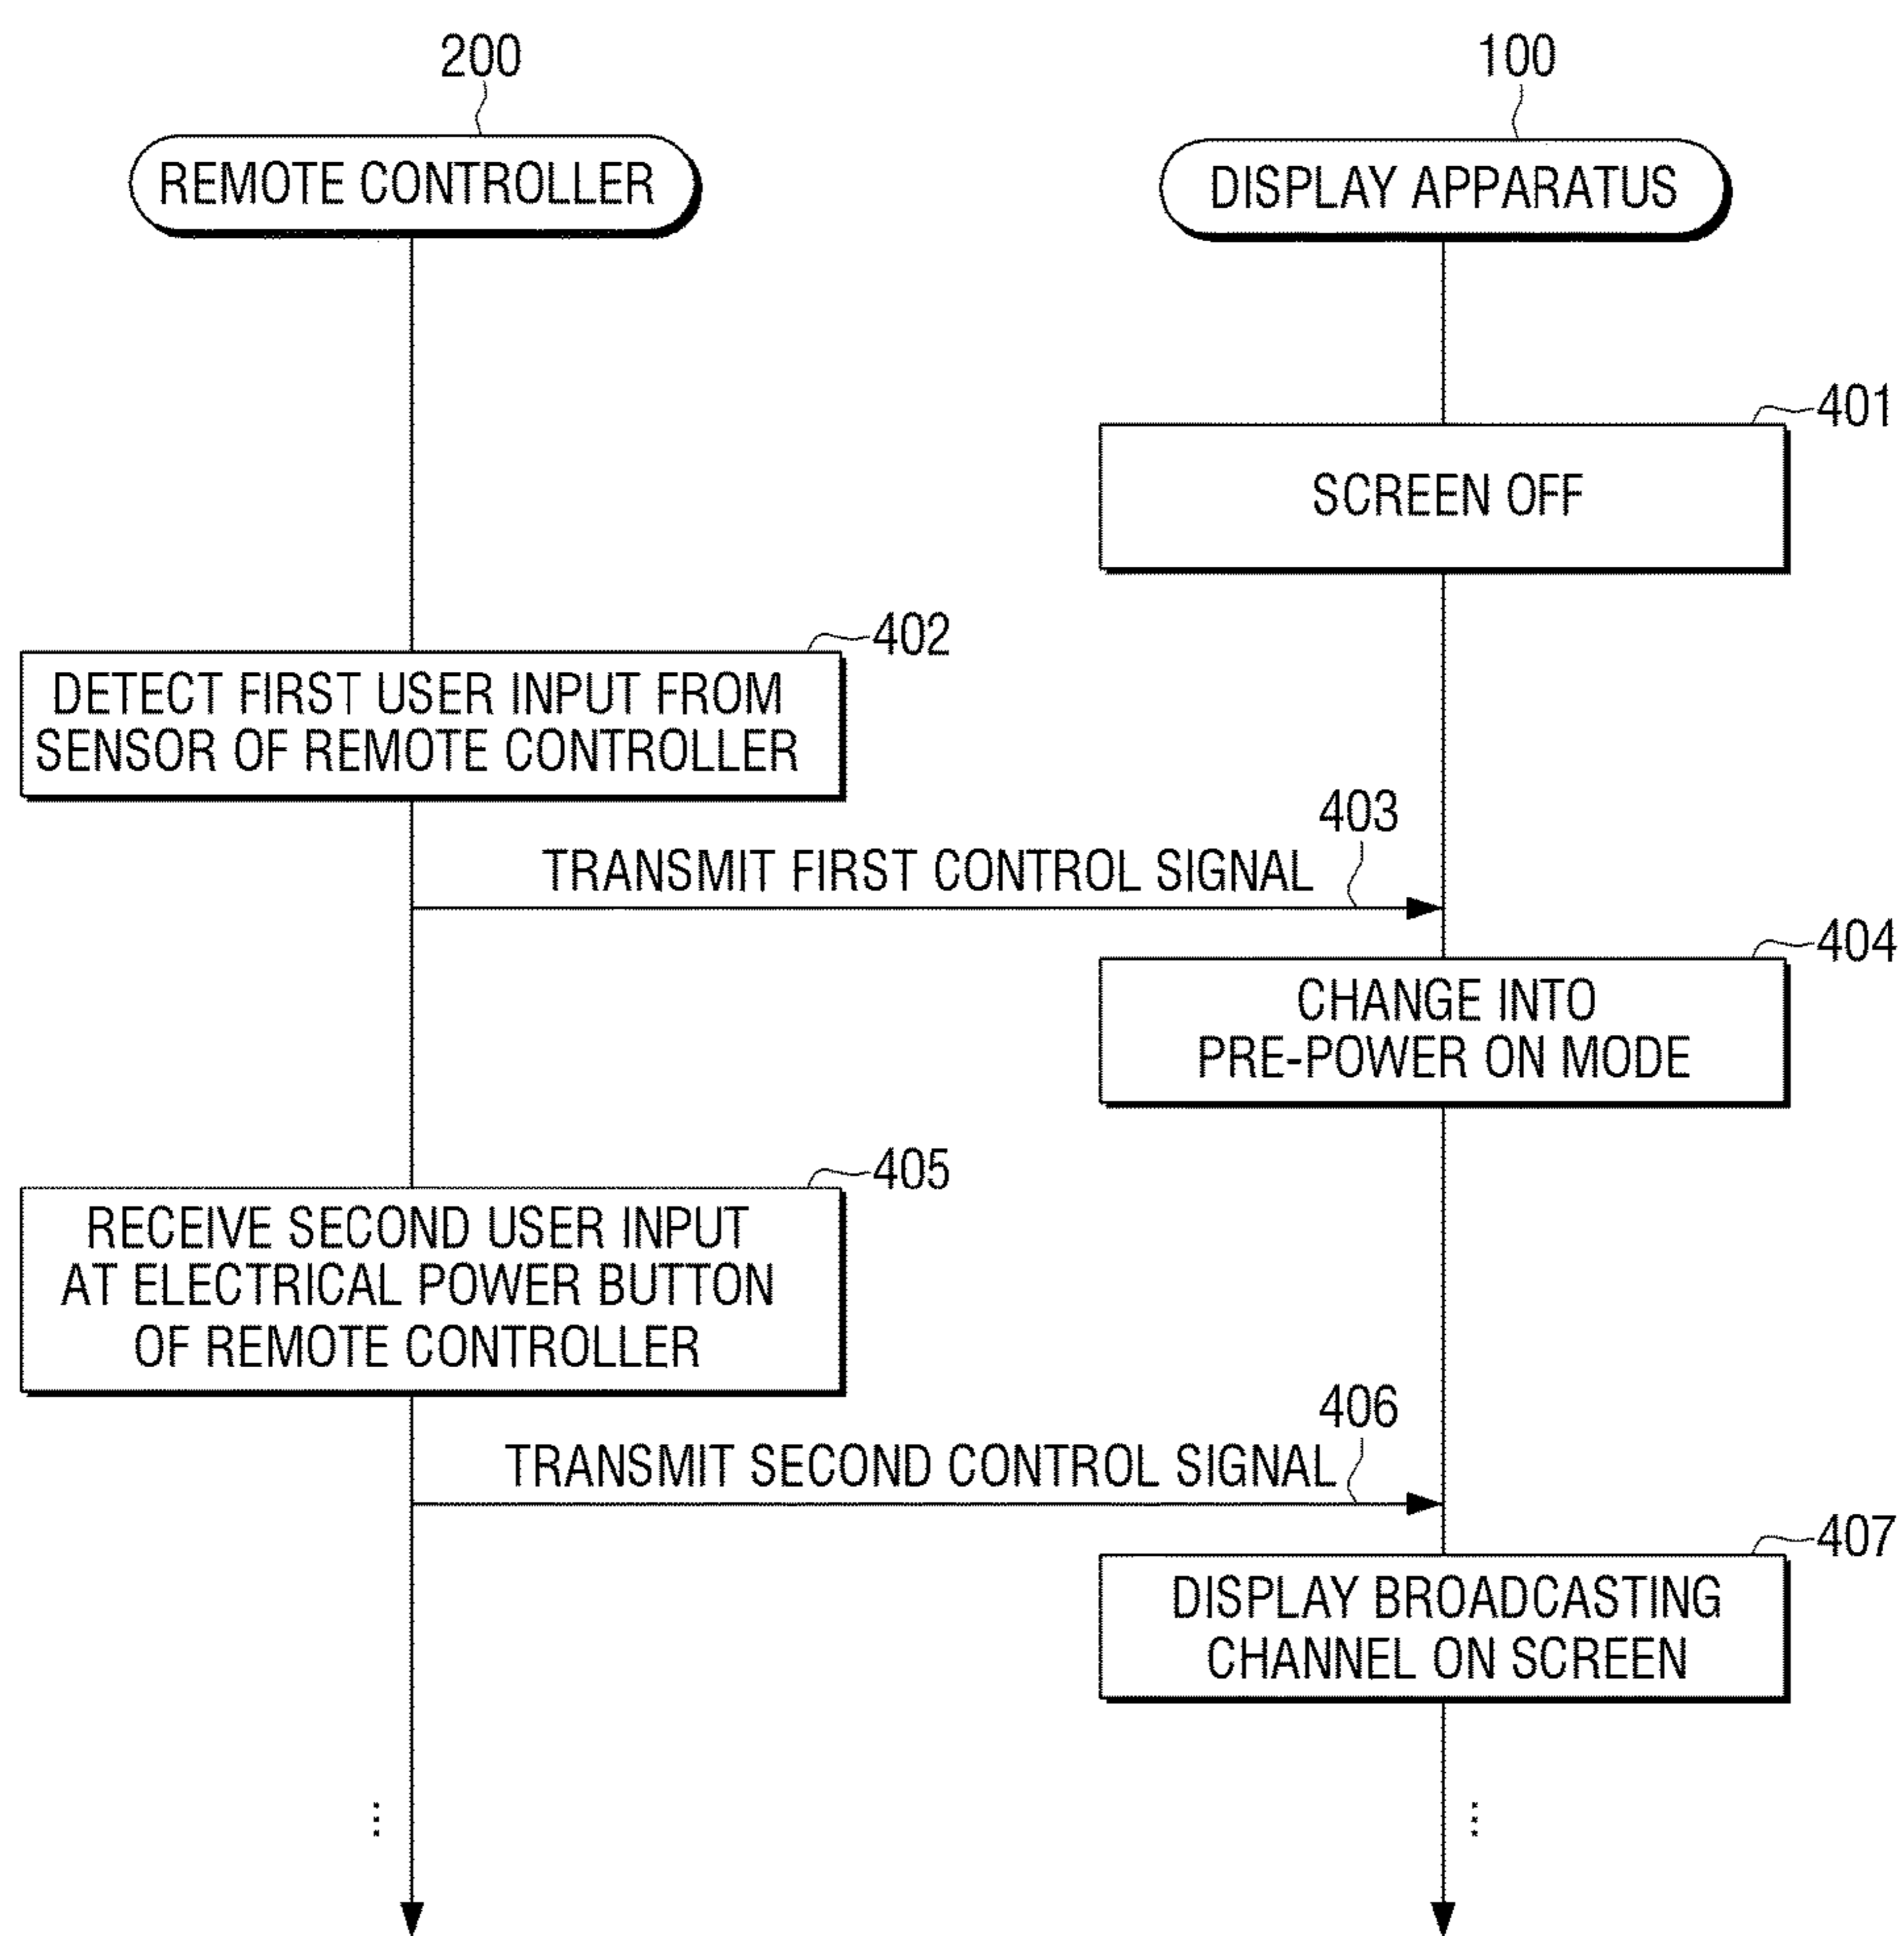 200
100
REMOTE CONTROLLER
DISPLAY APPARATUS
401
SCREEN OFF
402
DETECT FIRST USER INPUT FROM
SENSOR OF REMOTE CONTROLLER
403
TRANSMIT FIRST CONTROL SIGNAL
404
CHANGE INTO
PRE-POWER ON MODE
405
RECEIVE SECOND USER INPUT
AT ELECTRICAL POWER BUTTON
OF REMOTE CONTROLLER
406
TRANSMIT SECOND CONTROL SIGNAL
407
DISPLAY BROADCASTING
CHANNEL ON SCREEN